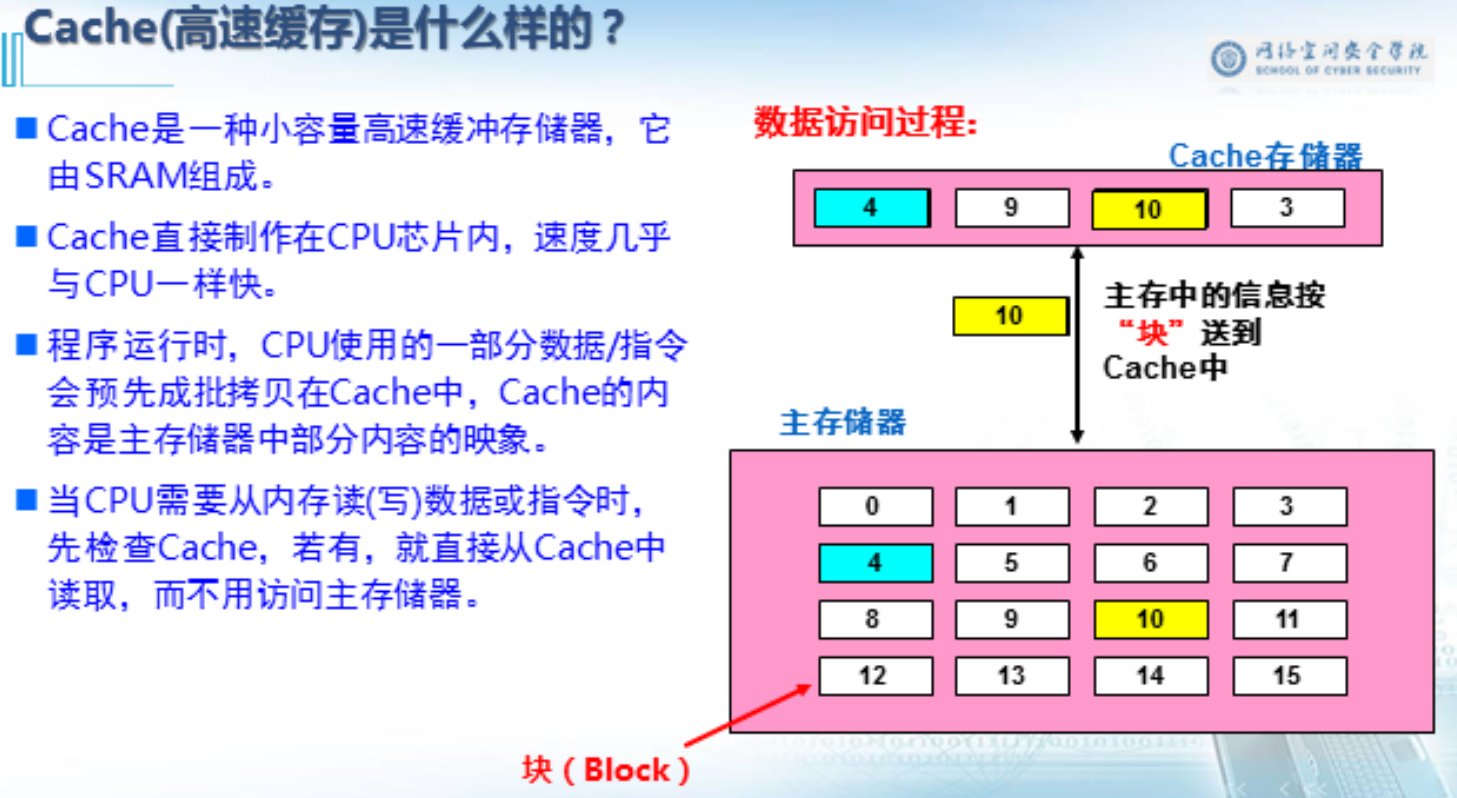 Cache(高速缓存)是什么样的？
网络空间安全学院
SCHOOL OF CYBER SECURITY
Cache是一种小容量高速缓冲存储器，它
由SRAM组成。
Cache直接制作在CPU芯片内，速度几乎
与CPU一样快。
程序运行时，CPU使用的一部分数据/指令
会预先成批拷贝在Cache中，Cache的内
容是主存储器中部分内容的映象。
当CPU需要从内存读(写)数据或指令时，
先检查Cache，若有，就直接从Cache中
读取，而不用访问主存储器。
数据访问过程:
Cache存储器
4 9 10 3
10
主存中的信息按
“块”送到
Cache中
主存储器
0 1 2 3
4 5 6 7
8 9 10 11
12 13 14 15
块（Block）